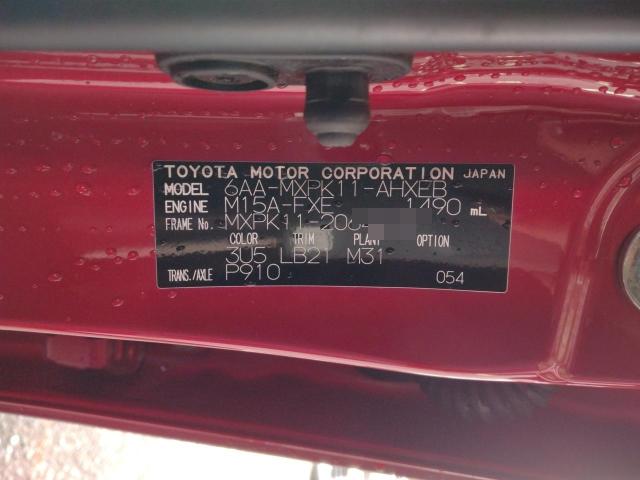 TOYOTA MOTOR CORPORATION JAPAN
MODEL 6AA-MXPK11-AHXEB
ENGINE M15A-FXE 1490 mL
FRAME No. MXPK11-206
COLOR TRIM PLANT OPTION
3U5 LB21 M31
TRANS./AXLE P910 054